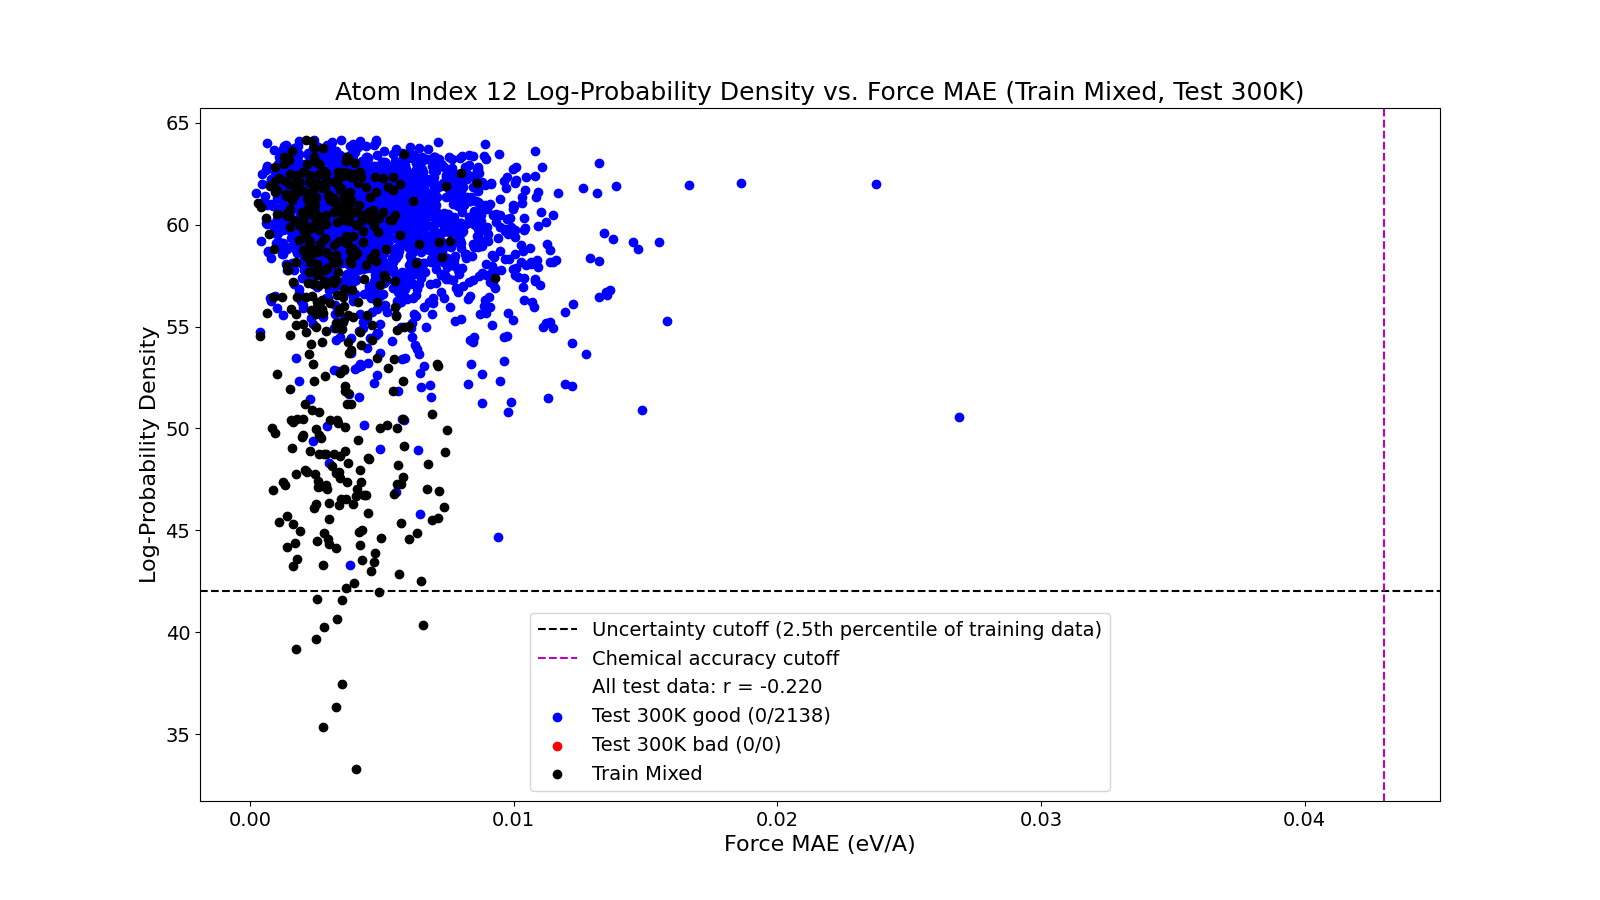 Atom Index 12 Log-Probability Density vs. Force MAE (Train Mixed, Test 300K)
65
60
55
50
45
40
35
Log-Probability Density
Uncertainty cutoff (2.5th percentile of training data)
Chemical accuracy cutoff
All test data: r = -0.220
Test 300K good (0/2138)
Test 300K bad (0/0)
Train Mixed
0.00
0.01
0.02
0.03
0.04
Force MAE (eV/A)